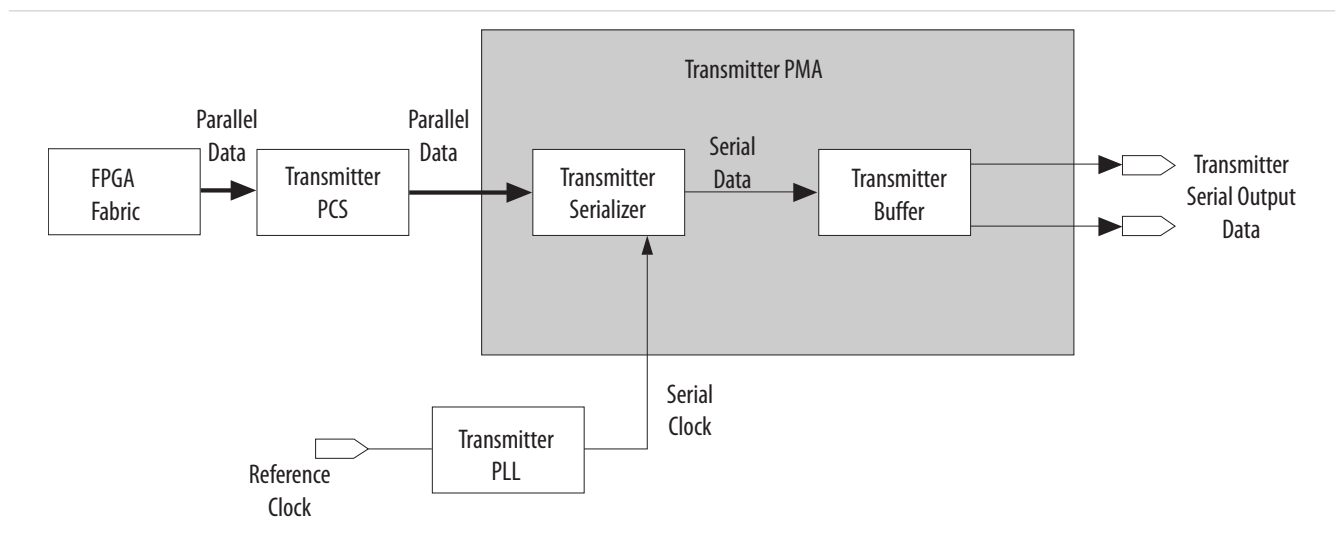 Transmitter PMA
Parallel
Data
Parallel
Data
FPGA
Fabric
Transmitter
PCS
Transmitter
Serializer
Serial
Data
Transmitter
Buffer
Transmitter
Serial Output
Data
Serial
Clock
Transmitter
PLL
Reference
Clock